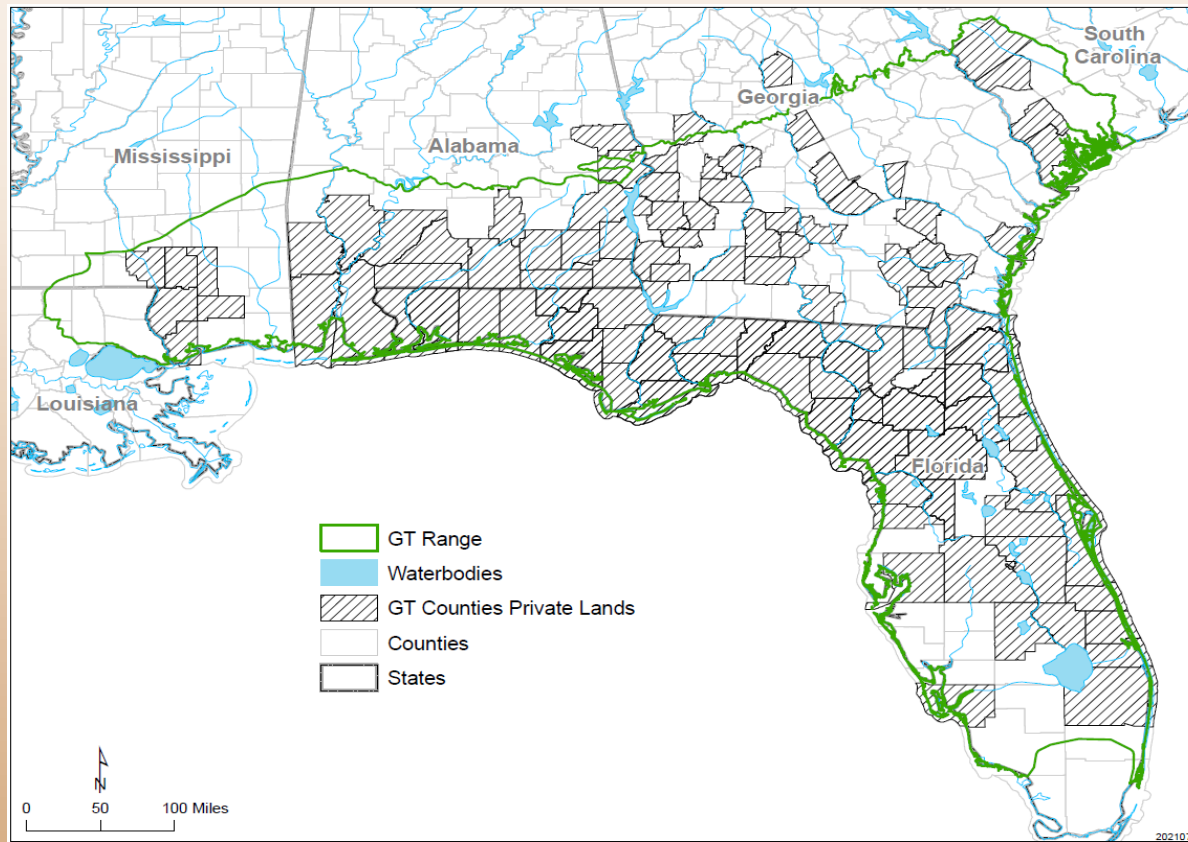 South
Carolina
Georgia
Alabama
Mississippi
Louisiana
Florida
GT Range
Waterbodies
GT Counties Private Lands
Counties
States
N
0 50 100 Miles
202107